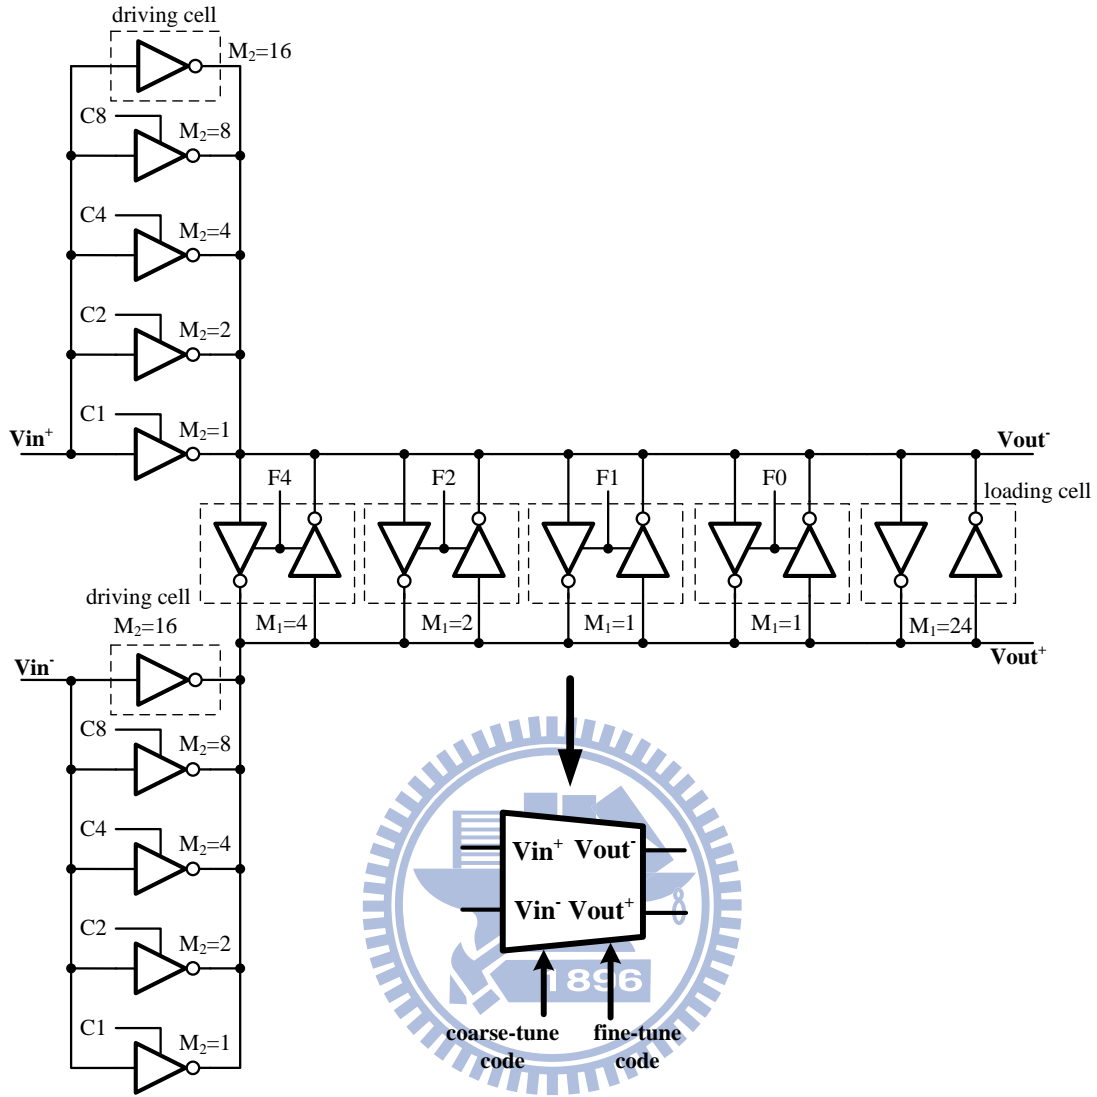 driving cell
M₂=16
C8
M₂=8
C4
M₂=4
C2
M₂=2
C1
M₂=1
Vin⁺
Vout⁻
F4
F2
F1
F0
loading cell
M₁=4
M₁=2
M₁=1
M₁=1
M₁=24
Vout⁺
driving cell
M₂=16
Vin⁻
C8
M₂=8
C4
M₂=4
C2
M₂=2
C1
M₂=1
Vin⁺ Vout⁻
Vin⁻ Vout⁺
1896
coarse-tune
code
fine-tune
code